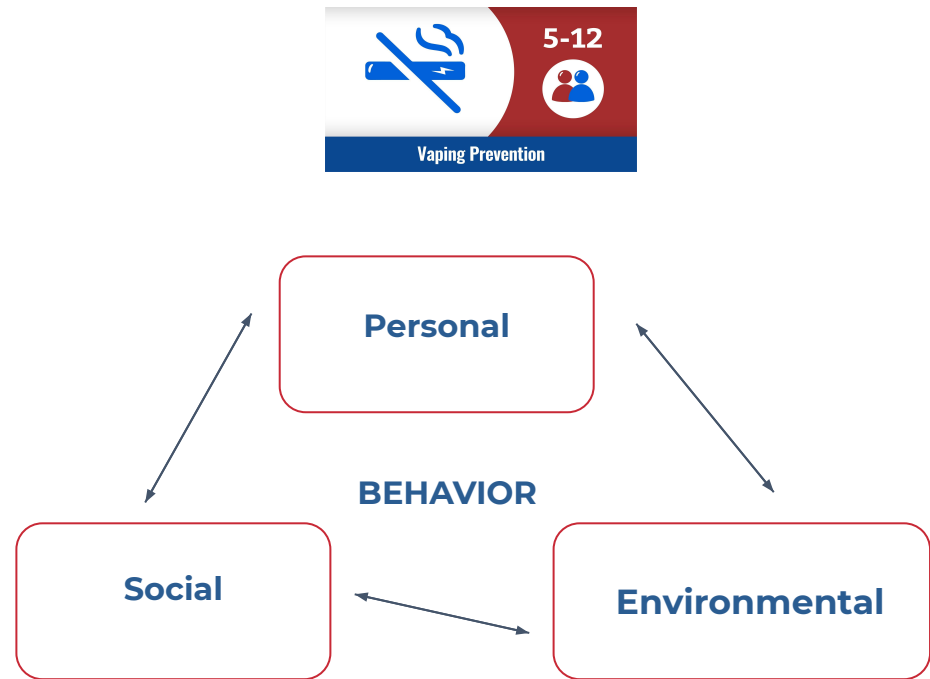 5-12
Vaping Prevention
Personal
BEHAVIOR
Social
Environmental